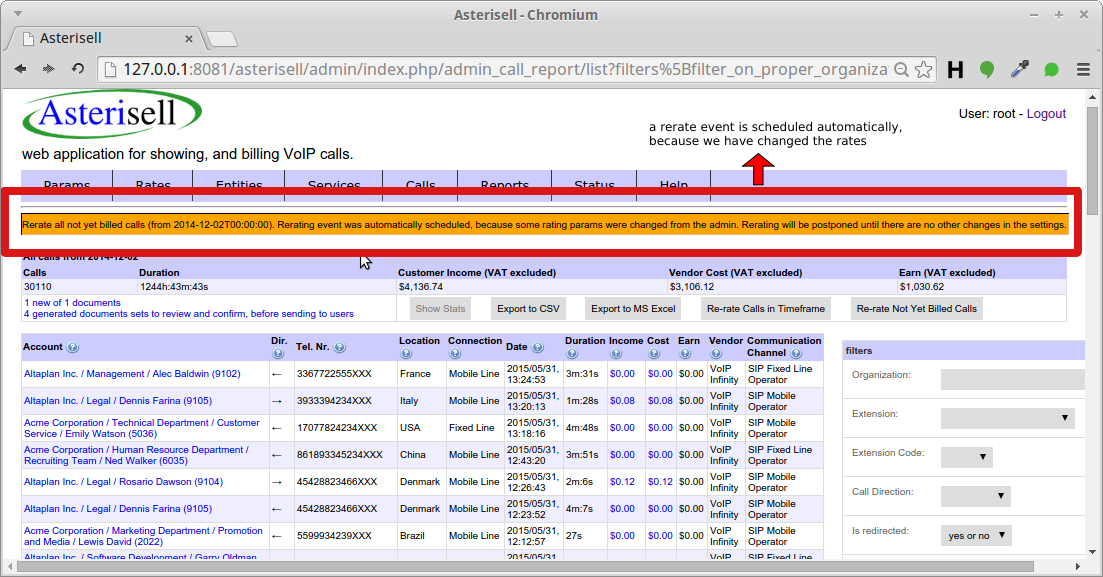 Asterisell - Chromium
Asterisell
127.0.0.1:8081/asterisell/admin/index.php/admin_call_report/list?filters%5Bfilter_on_proper_organiza
H
Asterisell
User: root - Logout
a rerate event is scheduled automatically,
because we have changed the rates
web application for showing, and billing VoIP calls.
Params Rates Entities Services Calls Reports Status Help
Rerate all not yet billed calls (from 2014-12-02T00:00:00). Rerating event was automatically scheduled, because some rating params were changed from the admin. Rerating will be postponed until there are no other changes in the settings.
All calls from 2014-12-02
Calls Duration Customer Income (VAT excluded) Vendor Cost (VAT excluded) Earn (VAT excluded)
30110 1244h:43m:43s $4,136.74 $3,106.12 $1,030.62
1 new of 1 documents
4 generated documents sets to review and confirm, before sending to users
Show Stats Export to CSV Export to MS Excel Re-rate Calls in Timeframe Re-rate Not Yet Billed Calls
Account ? Dir. ? Tel. Nr. ? Location ? Connection ? Date ? Duration ? Income ? Cost ? Earn ? Vendor ? Communication Channel ?
Altaplan Inc. / Management / Alec Baldwin (9102) ← 3367722555XXX France Mobile Line 2015/05/31, 13:24:53 3m:31s $0.00 $0.00 $0.00 VoIP Infinity SIP Fixed Line Operator
Altaplan Inc. / Legal / Dennis Farina (9105) → 3933394234XXX Italy Mobile Line 2015/05/31, 13:20:13 1m:28s $0.08 $0.08 $0.00 VoIP Infinity SIP Mobile Operator
Acme Corporation / Technical Department / Customer Service / Emily Watson (5036) ← 17077824234XXX USA Fixed Line 2015/05/31, 13:18:16 4m:48s $0.00 $0.00 $0.00 VoIP Infinity SIP Mobile Operator
Acme Corporation / Human Resource Department / Recruiting Team / Ned Walker (6035) ← 861893345234XXX China Mobile Line 2015/05/31, 12:43:20 3m:51s $0.00 $0.00 $0.00 VoIP Infinity SIP Fixed Line Operator
Altaplan Inc. / Legal / Rosario Dawson (9104) → 45428823466XXX Denmark Mobile Line 2015/05/31, 12:26:43 2m:6s $0.12 $0.12 $0.00 VoIP Infinity SIP Mobile Operator
Altaplan Inc. / Legal / Dennis Farina (9105) ← 45428823466XXX Denmark Mobile Line 2015/05/31, 12:23:52 4m:7s $0.00 $0.00 $0.00 VoIP Infinity SIP Mobile Operator
Acme Corporation / Marketing Department / Promotion and Media / Lewis David (2022) ← 5599934239XXX Brazil Mobile Line 2015/05/31, 12:12:57 27s $0.00 $0.00 $0.00 VoIP Infinity SIP Mobile Operator
Altaplan Inc. / Software Development / Garry Oldman 2015/05/31, VoIP SIP Fixed Line
filters
Organization:
Extension:
Extension Code:
Call Direction:
Is redirected: yes or no